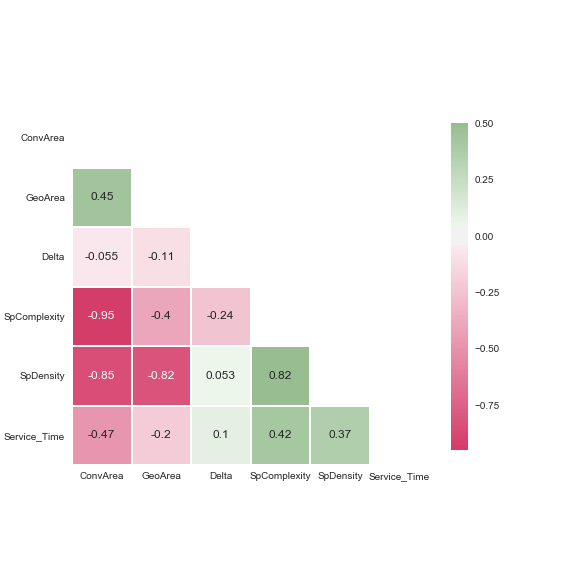 ConvArea
GeoArea 0.45
Delta -0.055 -0.11
SpComplexity -0.95 -0.4 -0.24
SpDensity -0.85 -0.82 0.053 0.82
Service_Time -0.47 -0.2 0.1 0.42 0.37
ConvArea GeoArea Delta SpComplexity SpDensity Service_Time
0.50
0.25
0.00
−0.25
−0.50
−0.75